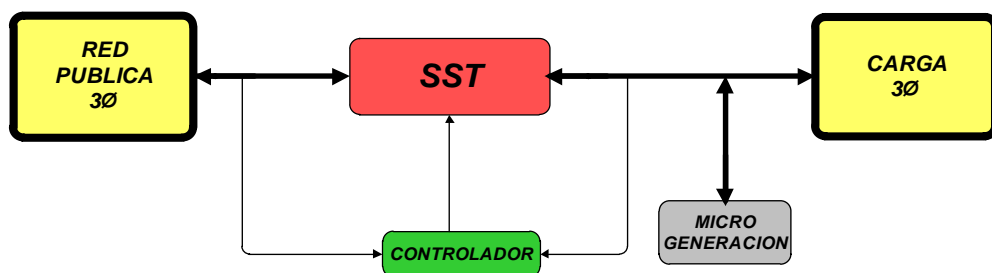 RED
PUBLICA
3Ø
SST
CARGA
3Ø
MICRO
GENERACION
CONTROLADOR